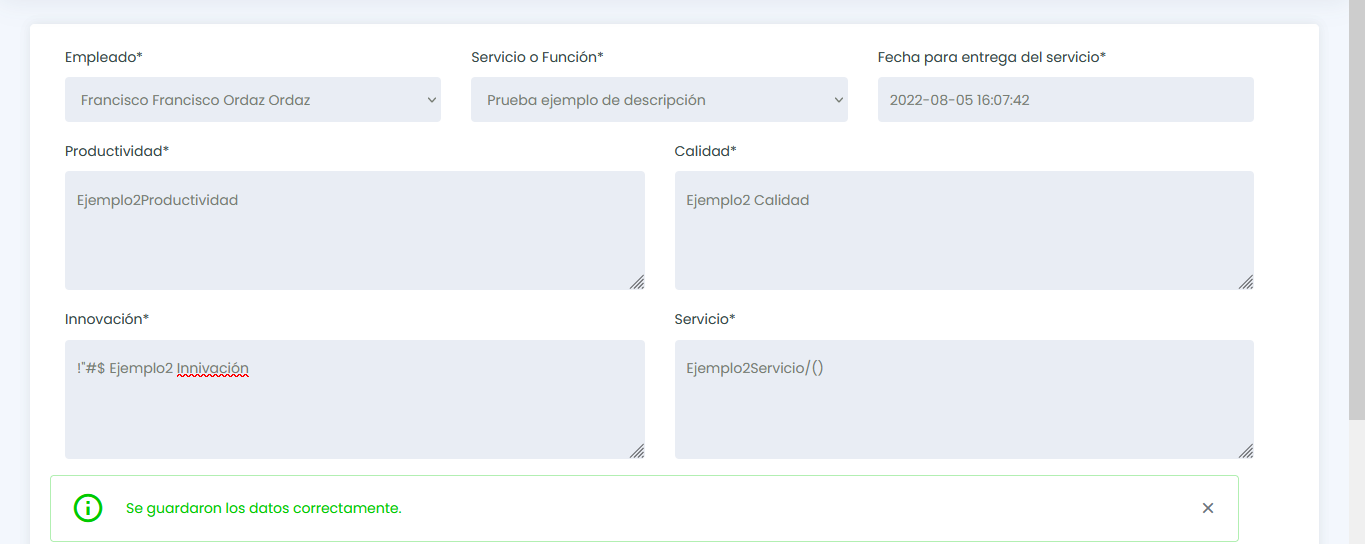 Empleado* Servicio o Función* Fecha para entrega del servicio*
Francisco Francisco Ordaz Ordaz Prueba ejemplo de descripción 2022-08-05 16:07:42
Productividad* Calidad*
Ejemplo2Productividad Ejemplo2 Calidad
Innovación* Servicio*
!"#$ Ejemplo2 Innivación Ejemplo2Servicio/()
Se guardaron los datos correctamente.